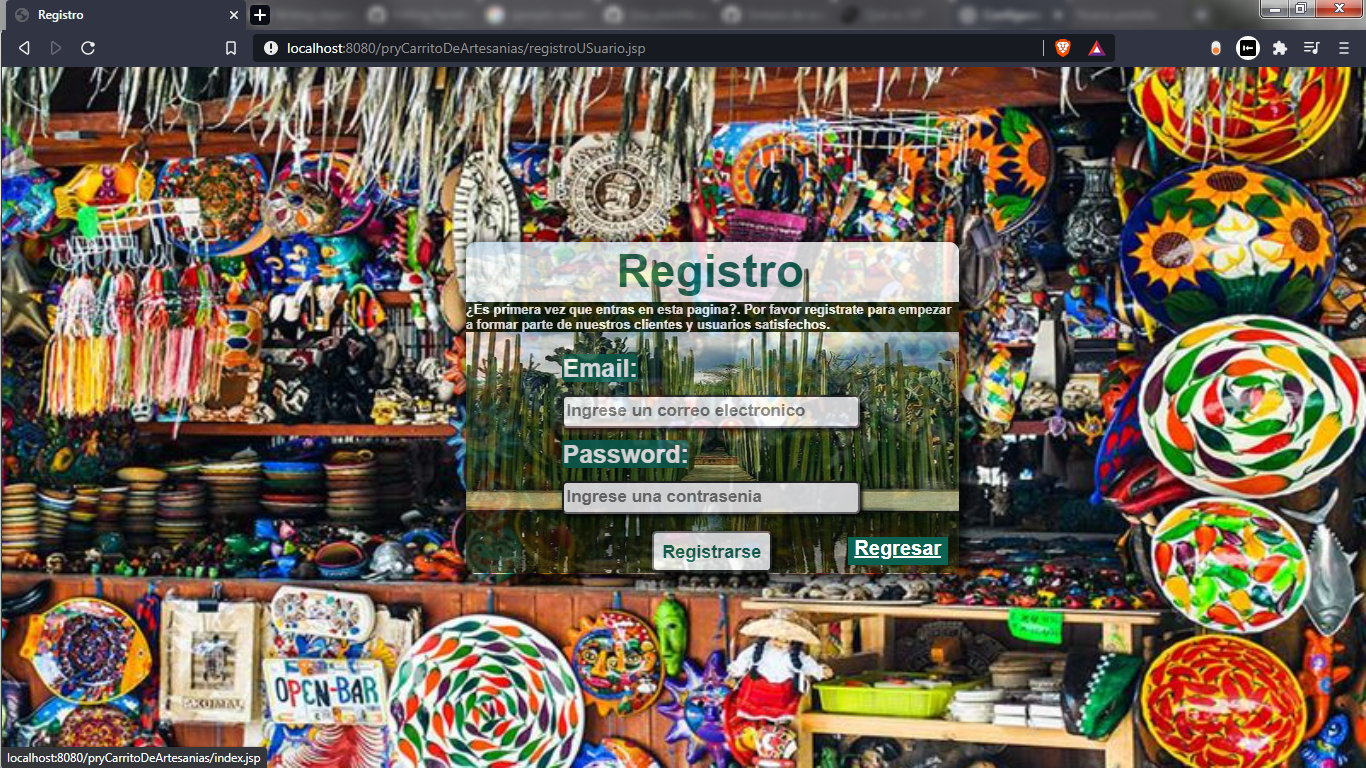 Registro
localhost:8080/pryCarritoDeArtesanias/registroUSuario.jsp
Registro
¿Es primera vez que entras en esta pagina?. Por favor registrate para empezar
a formar parte de nuestros clientes y usuarios satisfechos.
Email:
Ingrese un correo electronico
Password:
Ingrese una contrasenia
Registrarse
Regresar
OPEN-BAR
localhost:8080/pryCarritoDeArtesanias/index.jsp